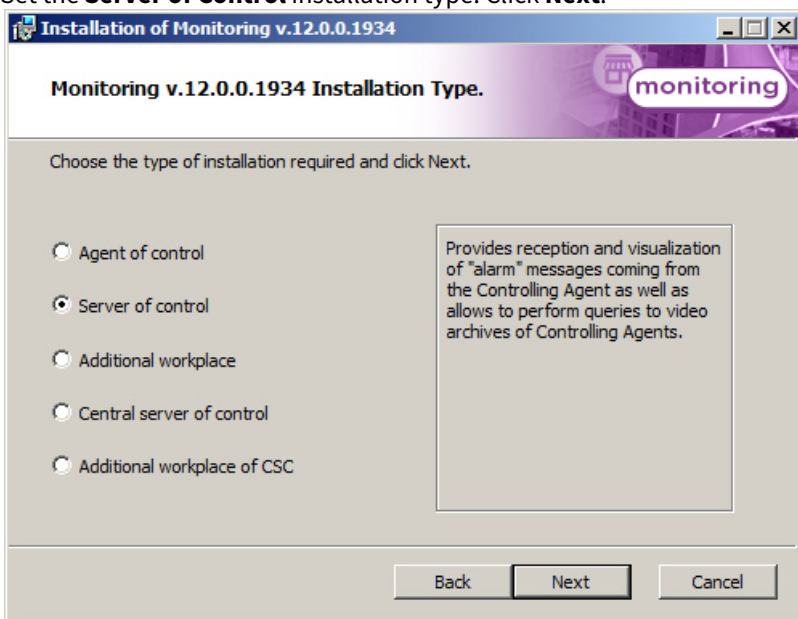 Set the Server of Control installation type. Click Next.
Installation of Monitoring v.12.0.0.1934
Monitoring v.12.0.0.1934 Installation Type.
monitoring
Choose the type of installation required and click Next.
Agent of control
Server of control
Additional workplace
Central server of control
Additional workplace of CSC
Provides reception and visualization
of "alarm" messages coming from
the Controlling Agent as well as
allows to perform queries to video
archives of Controlling Agents.
Back
Next
Cancel